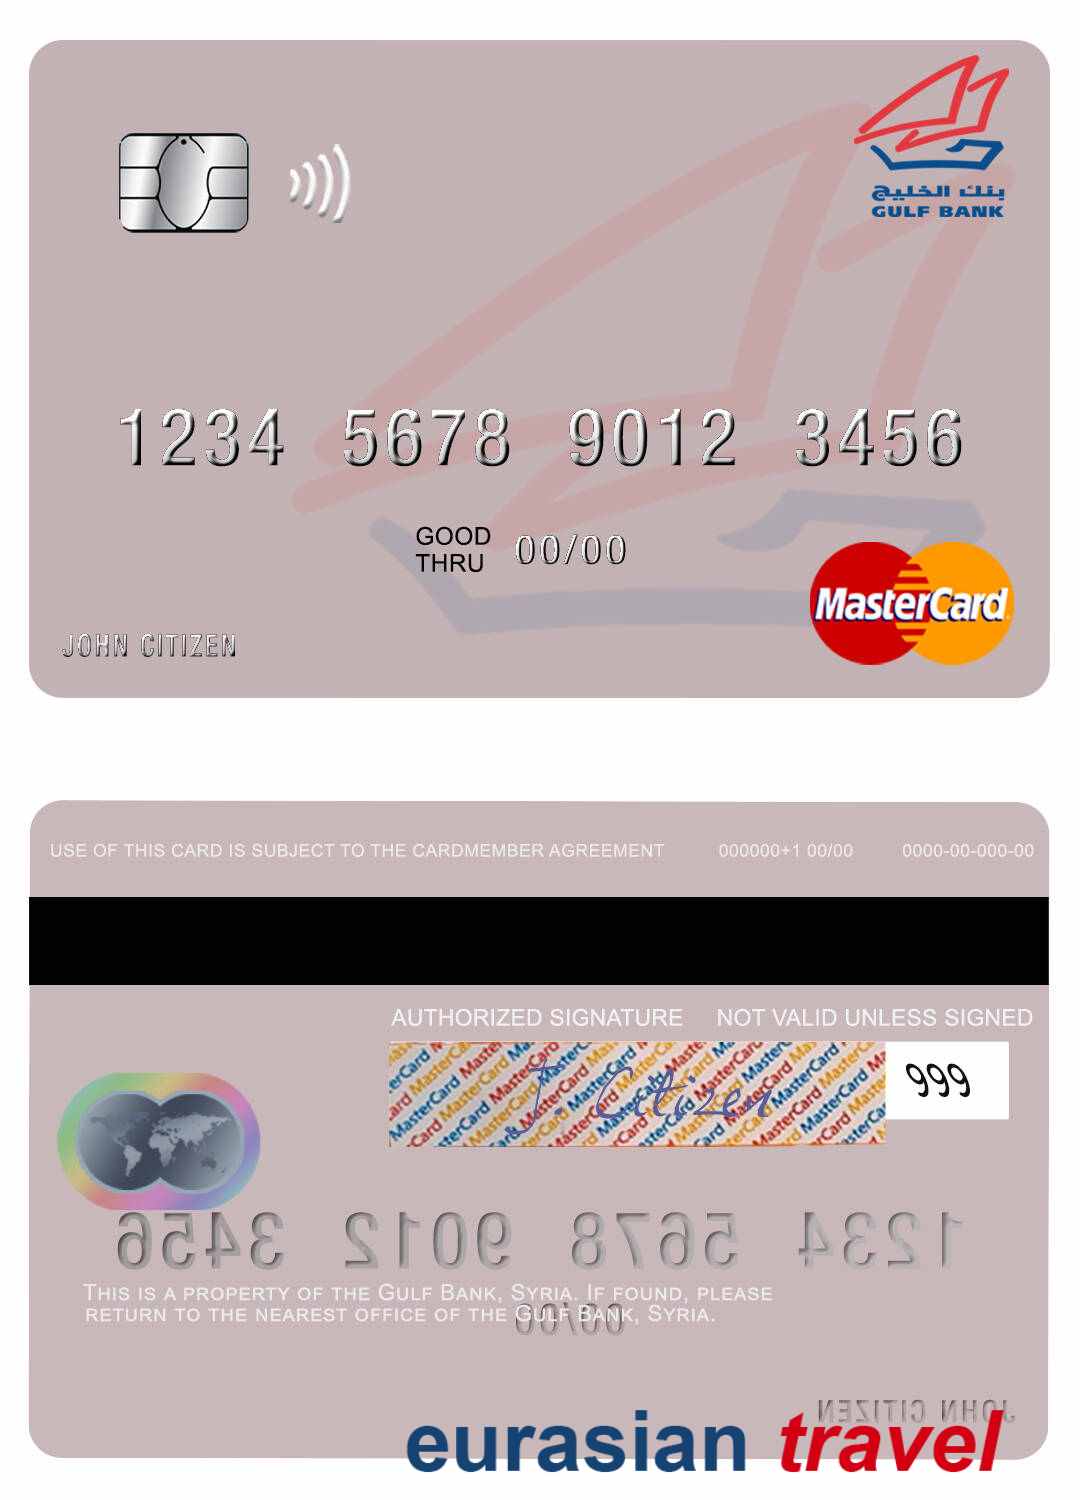 بنك الخليج
GULF BANK
1234 5678 9012 3456
GOOD
THRU 00/00
JOHN CITIZEN
MasterCard
USE OF THIS CARD IS SUBJECT TO THE CARDMEMBER AGREEMENT 000000+1 00/00 0000-00-000-00
AUTHORIZED SIGNATURE NOT VALID UNLESS SIGNED
J. Citizen 999
1234 5678 9012 3456
THIS IS A PROPERTY OF THE GULF BANK, SYRIA. IF FOUND, PLEASE
RETURN TO THE NEAREST OFFICE OF THE GULF BANK, SYRIA.
00/00
JOHN CITIZEN
eurasian travel